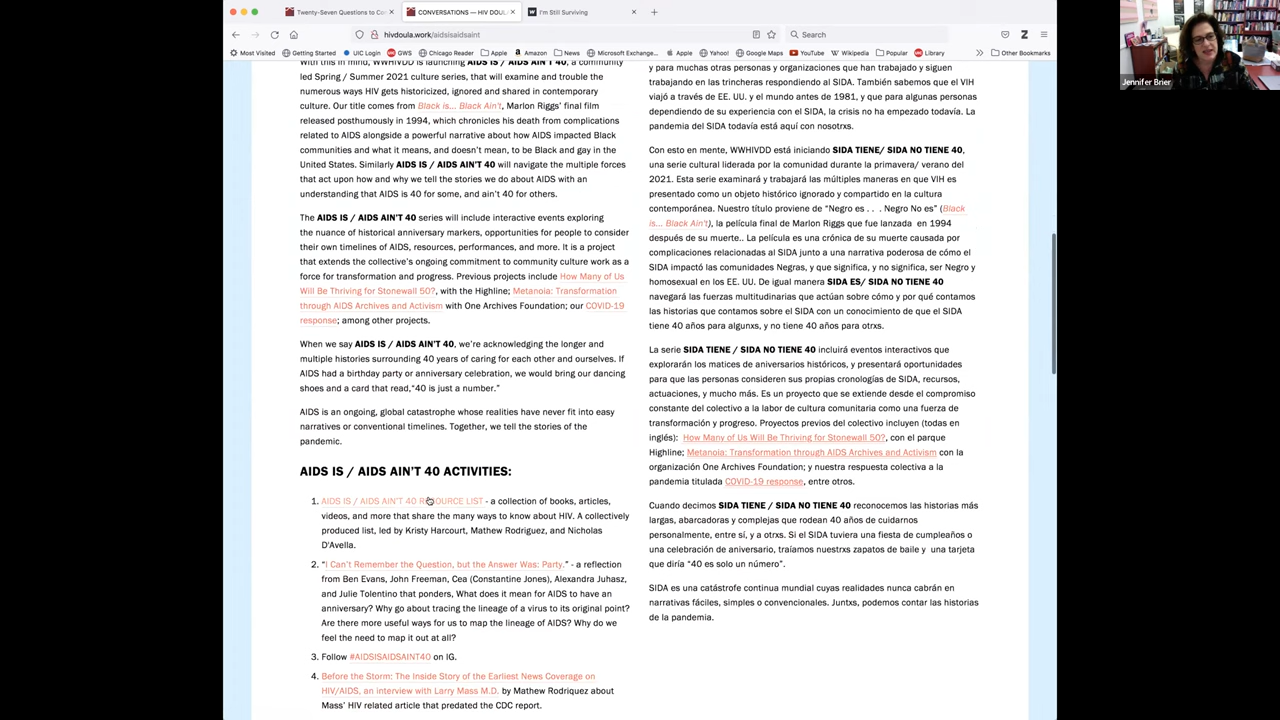 Twenty-Seven Questions to Co
CONVERSATIONS — HIV DOUL
I'm Still Surviving
hivdoula.work/aidsisaidsaint
Search
Most Visited
Getting Started
UIC Login
GWS
Chicago Reader
Apple
Amazon
News
Microsoft Exchange...
Apple
Yahoo!
Google Maps
YouTube
Wikipedia
Popular
Library
Other Bookmarks
With this in mind, WWHIVDD is launching AIDS IS / AIDS AIN'T 40, a community
led Spring / Summer 2021 culture series, that will examine and trouble the
numerous ways HIV gets historicized, ignored and shared in contemporary
culture. Our title comes from Black is... Black Ain't, Marlon Riggs' final film
released posthumously in 1994, which chronicles his death from complications
related to AIDS alongside a powerful narrative about how AIDS impacted Black
communities and what it means, and doesn't mean, to be Black and gay in the
United States. Similarly AIDS IS / AIDS AIN'T 40 will navigate the multiple forces
that act upon how and why we tell the stories we do about AIDS with an
understanding that AIDS is 40 for some, and ain't 40 for others.
The AIDS IS / AIDS AIN'T 40 series will include interactive events exploring
the nuance of historical anniversary markers, opportunities for people to consider
their own timelines of AIDS, resources, performances, and more. It is a project
that extends the collective's ongoing commitment to community culture work as a
force for transformation and progress. Previous projects include How Many of Us
Will Be Thriving for Stonewall 50?, with the Highline; Metanoia: Transformation
through AIDS Archives and Activism with One Archives Foundation; our COVID-19
response; among other projects.
When we say AIDS IS / AIDS AIN'T 40, we're acknowledging the longer and
multiple histories surrounding 40 years of caring for each other and ourselves. If
AIDS had a birthday party or anniversary celebration, we would bring our dancing
shoes and a card that read,"40 is just a number."
AIDS is an ongoing, global catastrophe whose realities have never fit into easy
narratives or conventional timelines. Together, we tell the stories of the
pandemic.
AIDS IS / AIDS AIN'T 40 ACTIVITIES:
1. AIDS IS / AIDS AIN'T 40 RESOURCE LIST - a collection of books, articles,
videos, and more that share the many ways to know about HIV. A collectively
produced list, led by Kristy Harcourt, Mathew Rodriguez, and Nicholas
D'Avella.
2. "I Can't Remember the Question, but the Answer Was: Party." - a reflection
from Ben Evans, John Freeman, Cea (Constantine Jones), Alexandra Juhasz,
and Julie Tolentino that ponders, What does it mean for AIDS to have an
anniversary? Why go about tracing the lineage of a virus to its original point?
Are there more useful ways for us to map the lineage of AIDS? Why do we
feel the need to map it out at all?
3. Follow #AIDSISAIDSAINT40 on IG.
4. Before the Storm: The Inside Story of the Earliest News Coverage on
HIV/AIDS, an interview with Larry Mass M.D. by Mathew Rodriquez about
Mass' HIV related article that predated the CDC report.
y para muchas otras personas y organizaciones que han trabajado y siguen
trabajando en las trincheras respondiendo al SIDA. También sabemos que el VIH
viajó a través de EE. UU. y el mundo antes de 1981, y que para algunas personas
dependiendo de su experiencia con el SIDA, la crisis no ha empezado todavía. La
pandemia del SIDA todavía está aquí con nosotrxs.
Con esto en mente, WWHIVDD está iniciando SIDA TIENE/ SIDA NO TIENE 40,
una serie cultural liderada por la comunidad durante la primavera/ verano del
2021. Esta serie examinará y trabajará las múltiples maneras en que VIH es
presentado como un objeto histórico ignorado y compartido en la cultura
contemporánea. Nuestro título proviene de "Negro es . . . Negro No es" (Black
is... Black Ain't), la película final de Marlon Riggs que fue lanzada en 1994
después de su muerte.. La película es una crónica de su muerte causada por
complicaciones relacionadas al SIDA junto a una narrativa poderosa de cómo el
SIDA impactó las comunidades Negras, y que significa, y no significa, ser Negro y
homosexual en los EE. UU. De igual manera SIDA ES/ SIDA NO TIENE 40
navegará las fuerzas multitudinarias que actúan sobre cómo y por qué contamos
las historias que contamos sobre el SIDA con un conocimiento de que el SIDA
tiene 40 años para algunxs, y no tiene 40 para otrxs.
La serie SIDA TIENE / SIDA NO TIENE 40 incluirá eventos interactivos que
explorarán los matices de aniversarios históricos, y presentará oportunidades
para que las personas consideren sus propias cronologías de SIDA, recursos,
actuaciones, y mucho más. Es un proyecto que se extiende desde el compromiso
constante del colectivo a la labor de cultura comunitaria como una fuerza de
transformación y progreso. Proyectos previos del colectivo incluyen (todas en
inglés): How Many of Us Will Be Thriving for Stonewall 50?, con el parque
Highline; Metanoia: Transformation through AIDS Archives and Activism con la
organización One Archives Foundation; y nuestra respuesta colectiva a la
pandemia titulada COVID-19 response, entre otros.
Cuando decimos SIDA TIENE / SIDA NO TIENE 40 reconocemos las historias más
largas, abarcadoras y complejas que rodean 40 años de cuidarnos
personalmente, entre sí, y a otrxs. Si el SIDA tuviera una fiesta de cumpleaños o
una celebración de aniversario, traíamos nuestrxs zapatos de baile y una tarjeta
que diría "40 es solo un número".
SIDA es una catástrofe continua mundial cuyas realidades nunca cabrán en
narrativas fáciles, simples o convencionales. Juntxs, podemos contar las historias
de la pandemia.
Jennifer Brier